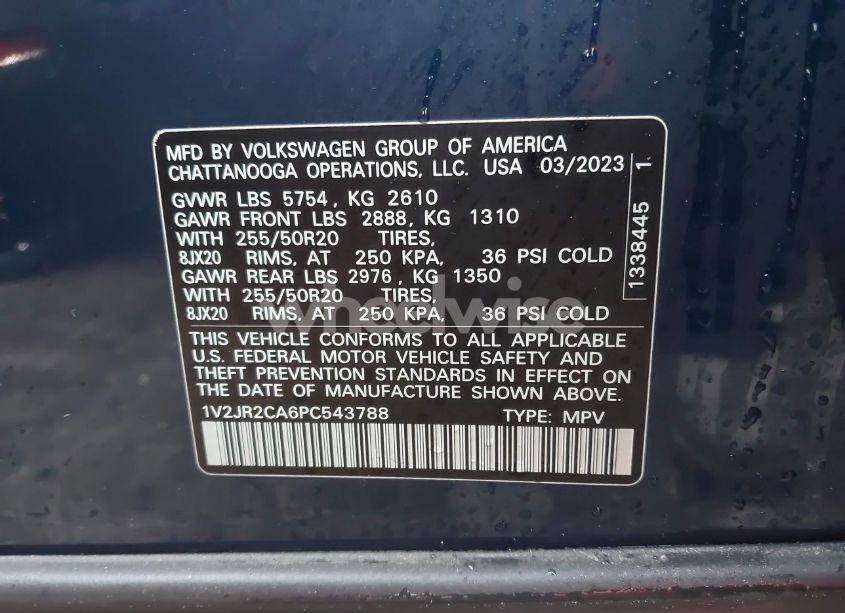 MFD BY VOLKSWAGEN GROUP OF AMERICA
CHATTANOOGA OPERATIONS, LLC. USA 03/2023
GVWR LBS 5754 , KG 2610
GAWR FRONT LBS 2888, KG 1310
WITH 255/50R20 TIRES,
8JX20 RIMS, AT 250 KPA, 36 PSI COLD
GAWR REAR LBS 2976, KG 1350
WITH 255/50R20 TIRES,
8JX20 RIMS, AT 250 KPA, 36 PSI COLD
THIS VEHICLE CONFORMS TO ALL APPLICABLE
U.S. FEDERAL MOTOR VEHICLE SAFETY AND
THEFT PREVENTION STANDARDS IN EFFECT ON
THE DATE OF MANUFACTURE SHOWN ABOVE.
1V2JR2CA6PC543788 TYPE: MPV
1338445 1
wheelwise